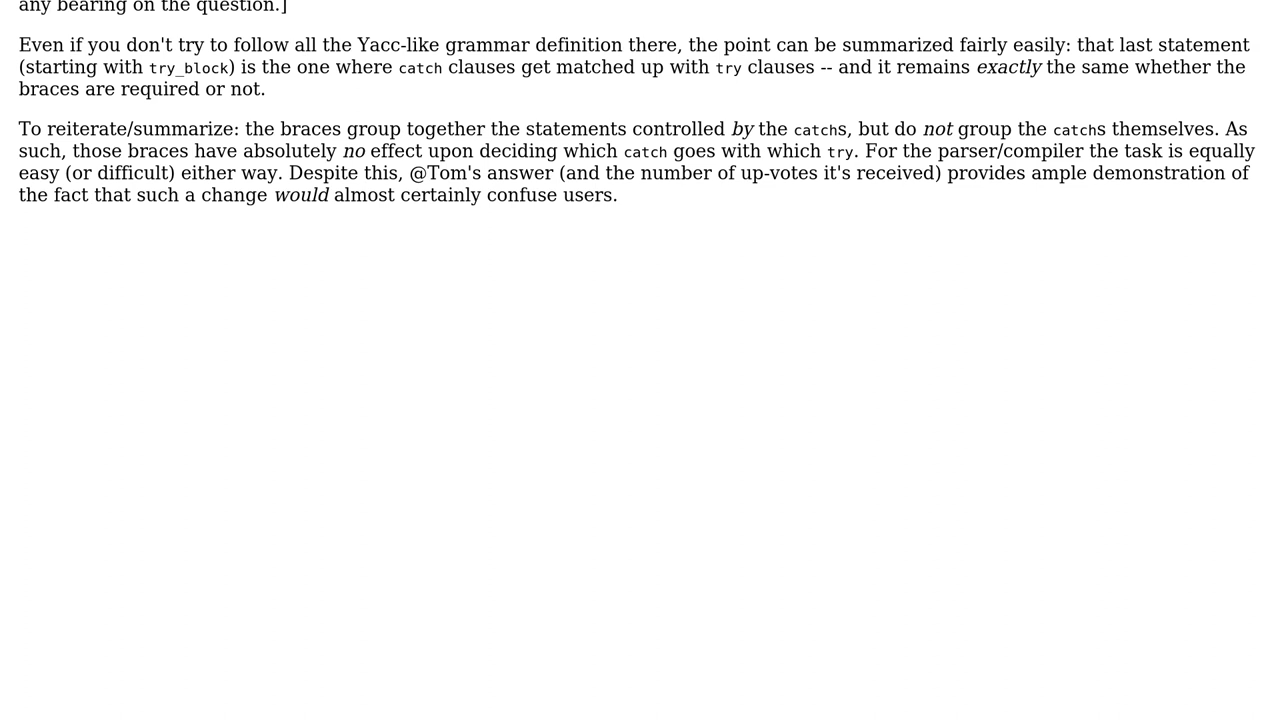 any bearing on the question.]
Even if you don't try to follow all the Yacc-like grammar definition there, the point can be summarized fairly easily: that last statement
(starting with try_block) is the one where catch clauses get matched up with try clauses -- and it remains exactly the same whether the
braces are required or not.
To reiterate/summarize: the braces group together the statements controlled by the catchs, but do not group the catchs themselves. As
such, those braces have absolutely no effect upon deciding which catch goes with which try. For the parser/compiler the task is equally
easy (or difficult) either way. Despite this, @Tom's answer (and the number of up-votes it's received) provides ample demonstration of
the fact that such a change would almost certainly confuse users.